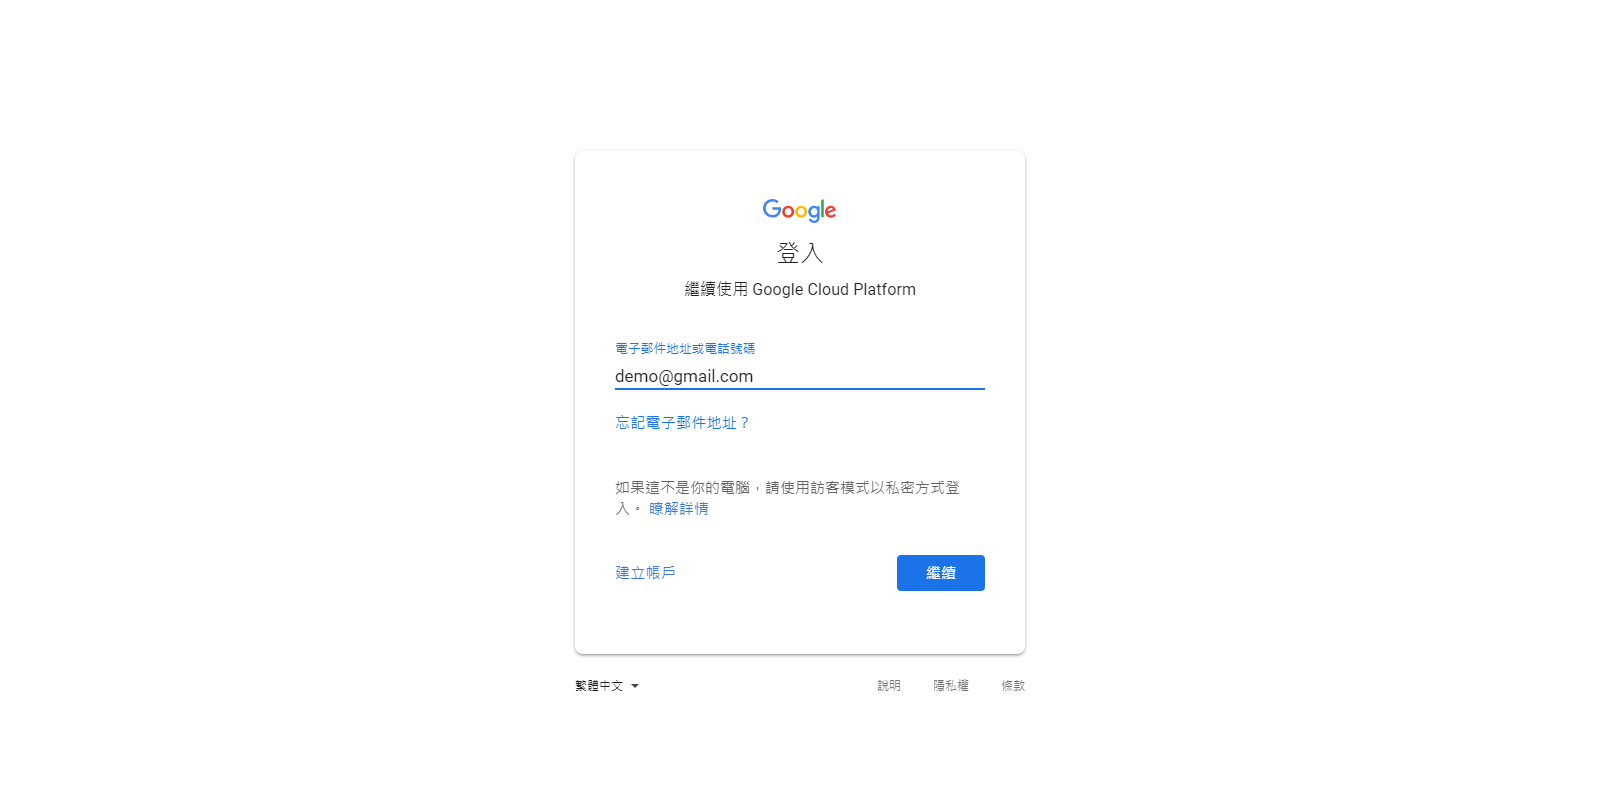 Google
登入
繼續使用 Google Cloud Platform
電子郵件地址或電話號碼
demo@gmail.com
忘記電子郵件地址？
如果這不是你的電腦，請使用訪客模式以私密方式登
入。 瞭解詳情
建立帳戶
繼續
繁體中文
說明
隱私權
條款